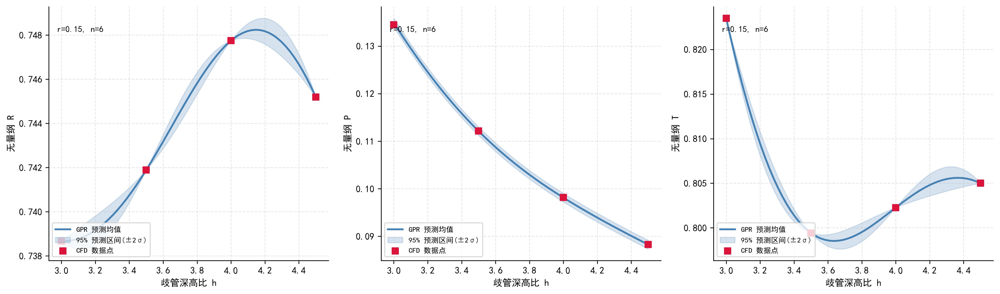 无量纲 R
0.748
0.746
0.744
0.742
0.740
0.738
r=0.15, n=6
GPR 预测均值
95% 预测区间(±2σ)
CFD 数据点
3.0 3.2 3.4 3.6 3.8 4.0 4.2 4.4
歧管深高比 h
无量纲 P
0.13
0.12
0.11
0.10
0.09
r=0.15, n=6
GPR 预测均值
95% 预测区间(±2σ)
CFD 数据点
3.0 3.2 3.4 3.6 3.8 4.0 4.2 4.4
歧管深高比 h
无量纲 T
0.820
0.815
0.810
0.805
0.800
r=0.15, n=6
GPR 预测均值
95% 预测区间(±2σ)
CFD 数据点
3.0 3.2 3.4 3.6 3.8 4.0 4.2 4.4
歧管深高比 h